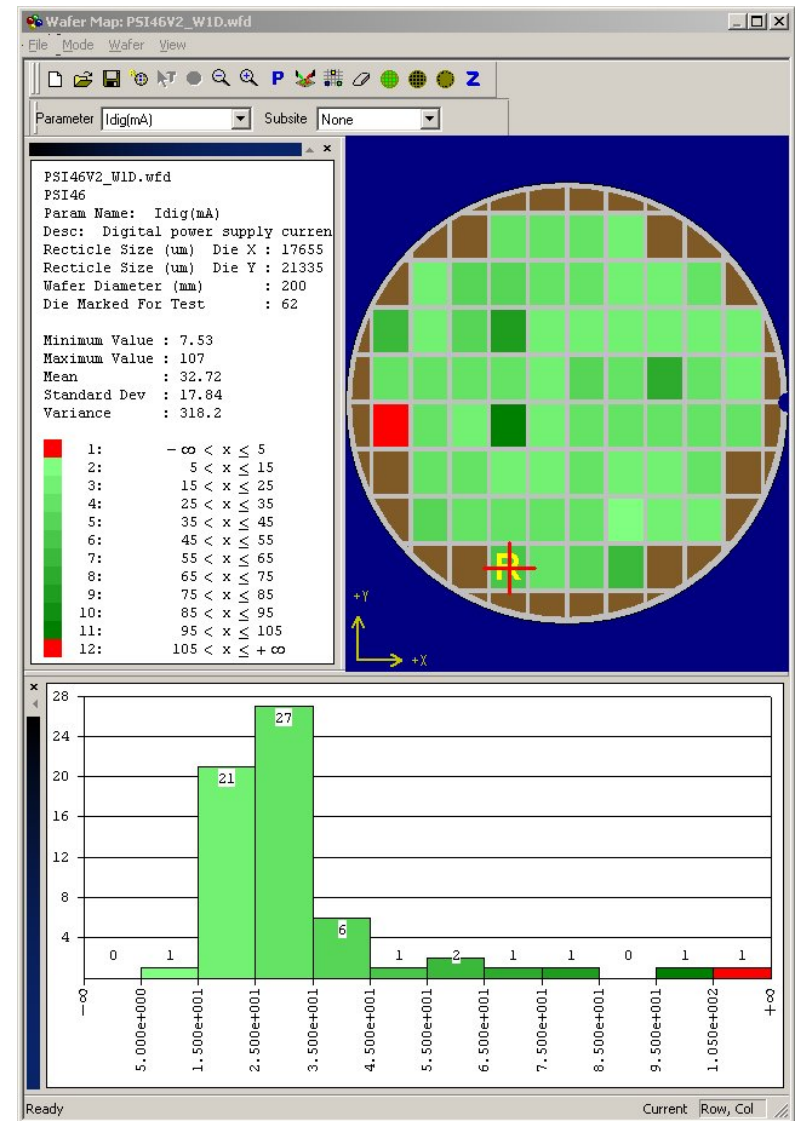 Wafer Map: PSI46V2_W1D.wfd
File Mode Wafer View
P Z
Parameter Idig(mA) Subsite None
PSI46V2_W1D.wfd
PSI46
Param Name: Idig(mA)
Desc: Digital power supply curren
Recticle Size (um) Die X : 17655
Recticle Size (um) Die Y : 21335
Wafer Diameter (mm) : 200
Die Marked For Test : 62
Minimum Value : 7.53
Maximum Value : 107
Mean : 32.72
Standard Dev : 17.84
Variance : 318.2
1: -∞ < x ≤ 5
2: 5 < x ≤ 15
3: 15 < x ≤ 25
4: 25 < x ≤ 35
5: 35 < x ≤ 45
6: 45 < x ≤ 55
7: 55 < x ≤ 65
8: 65 < x ≤ 75
9: 75 < x ≤ 85
10: 85 < x ≤ 95
11: 95 < x ≤ 105
12: 105 < x ≤ +∞
R
+Y
+X
28
24
20
16
12
8
4
0 1 21 27 6 1 2 1 1 0 1 1
-∞ 5.000e+000 1.500e+001 2.500e+001 3.500e+001 4.500e+001 5.500e+001 6.500e+001 7.500e+001 8.500e+001 9.500e+001 1.050e+002 +∞
Ready Current Row, Col